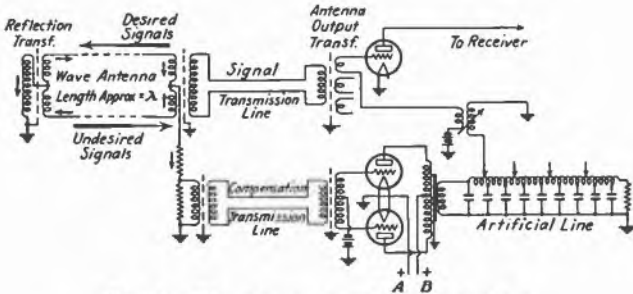 Reflection
Transf.
Desired
Signals
Antenna
Output
Transf.
To Receiver
Wave Antenna
Length Approx = λ
Signal
Transmission
Line
Undesired
Signals
x
Compensation
Transmission
Line
Artificial Line
+ +
A B